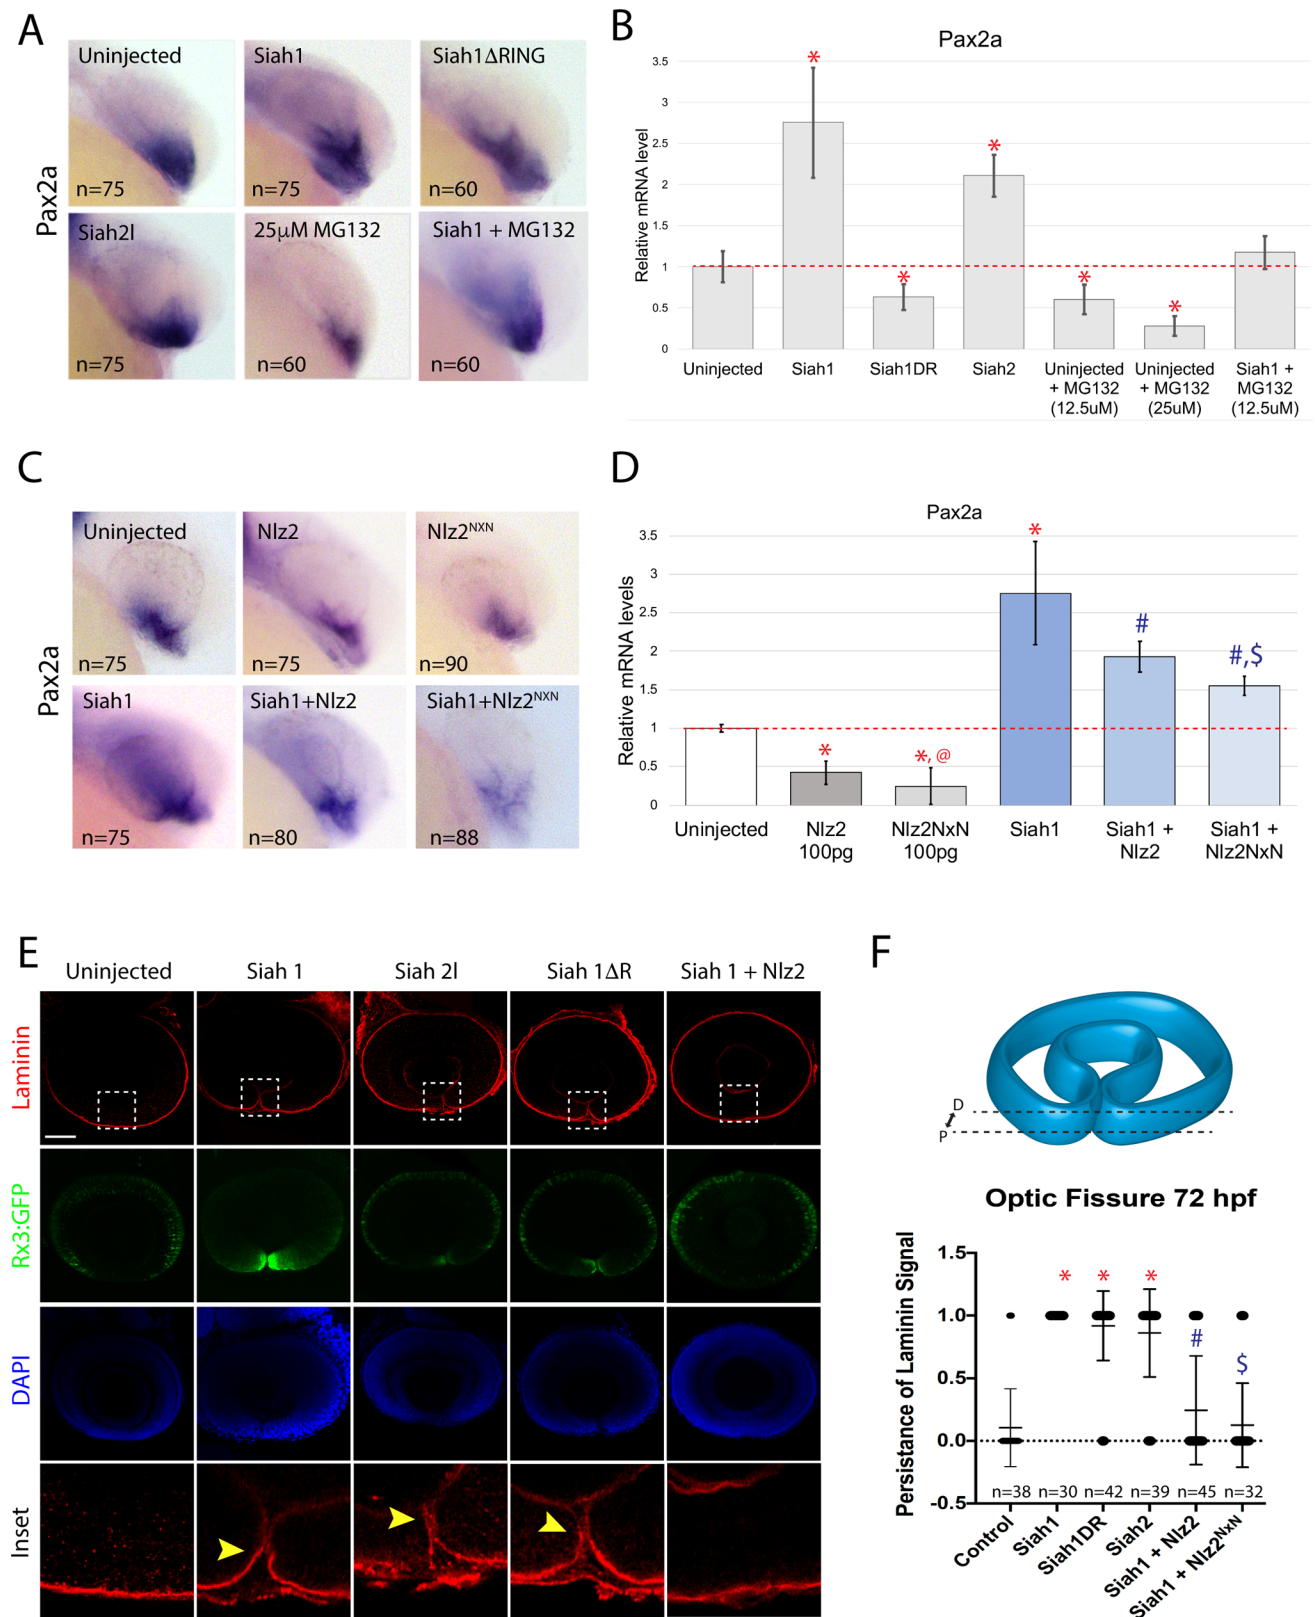 A
Pax2a
Uninjected
n=75
Siah1
n=75
Siah1ΔRING
n=60
Siah2l
n=75
25μM MG132
n=60
Siah1 + MG132
n=60
B
Pax2a
Relative mRNA level
3.5
3
2.5
2
1.5
1
0.5
0
*
*
*
*
*
Uninjected
Siah1
Siah1DR
Siah2
Uninjected
+ MG132
(12.5uM)
Uninjected
+ MG132
(25uM)
Siah1 +
MG132
(12.5uM)
C
Pax2a
Uninjected
n=75
Nlz2
n=75
Nlz2NXN
n=90
Siah1
n=75
Siah1+Nlz2
n=80
Siah1+Nlz2NXN
n=88
D
Pax2a
Relative mRNA levels
3.5
3
2.5
2
1.5
1
0.5
0
*
*, @
*
#
#,$
Uninjected
Nlz2
100pg
Nlz2NxN
100pg
Siah1
Siah1 +
Nlz2
Siah1 +
Nlz2NxN
E
Uninjected
Siah 1
Siah 2l
Siah 1ΔR
Siah 1 + Nlz2
Laminin
Rx3:GFP
DAPI
Inset
F
D
P
Optic Fissure 72 hpf
Persistance of Laminin Signal
1.5
1.0
0.5
0.0
-0.5
*
*
*
#
$
n=38
n=30
n=42
n=39
n=45
n=32
Control
Siah1
Siah1DR
Siah2
Siah1 + Nlz2
Siah1 + Nlz2NxN